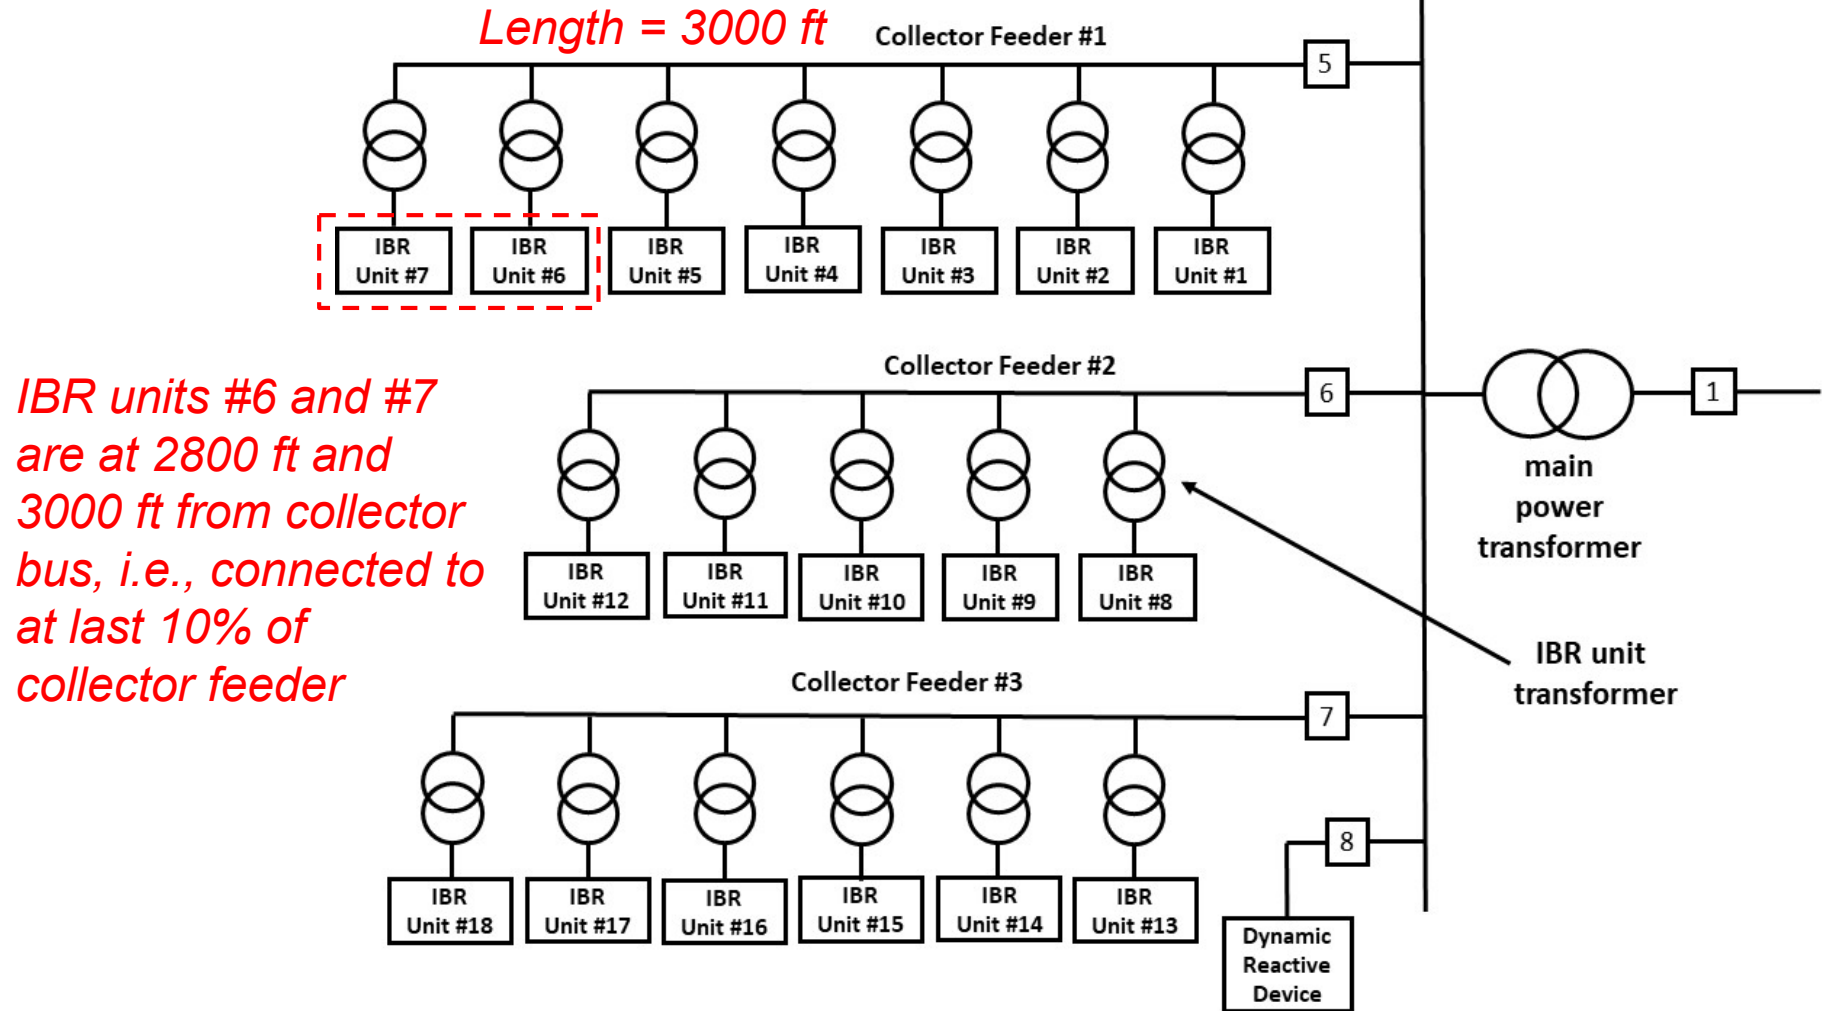 Length = 3000 ft
Collector Feeder #1
5
IBR
Unit #7
IBR
Unit #6
IBR
Unit #5
IBR
Unit #4
IBR
Unit #3
IBR
Unit #2
IBR
Unit #1
IBR units #6 and #7
are at 2800 ft and
3000 ft from collector
bus, i.e., connected to
at last 10% of
collector feeder
Collector Feeder #2
6
1
main
power
transformer
IBR
Unit #12
IBR
Unit #11
IBR
Unit #10
IBR
Unit #9
IBR
Unit #8
IBR unit
transformer
Collector Feeder #3
7
8
IBR
Unit #18
IBR
Unit #17
IBR
Unit #16
IBR
Unit #15
IBR
Unit #14
IBR
Unit #13
Dynamic
Reactive
Device